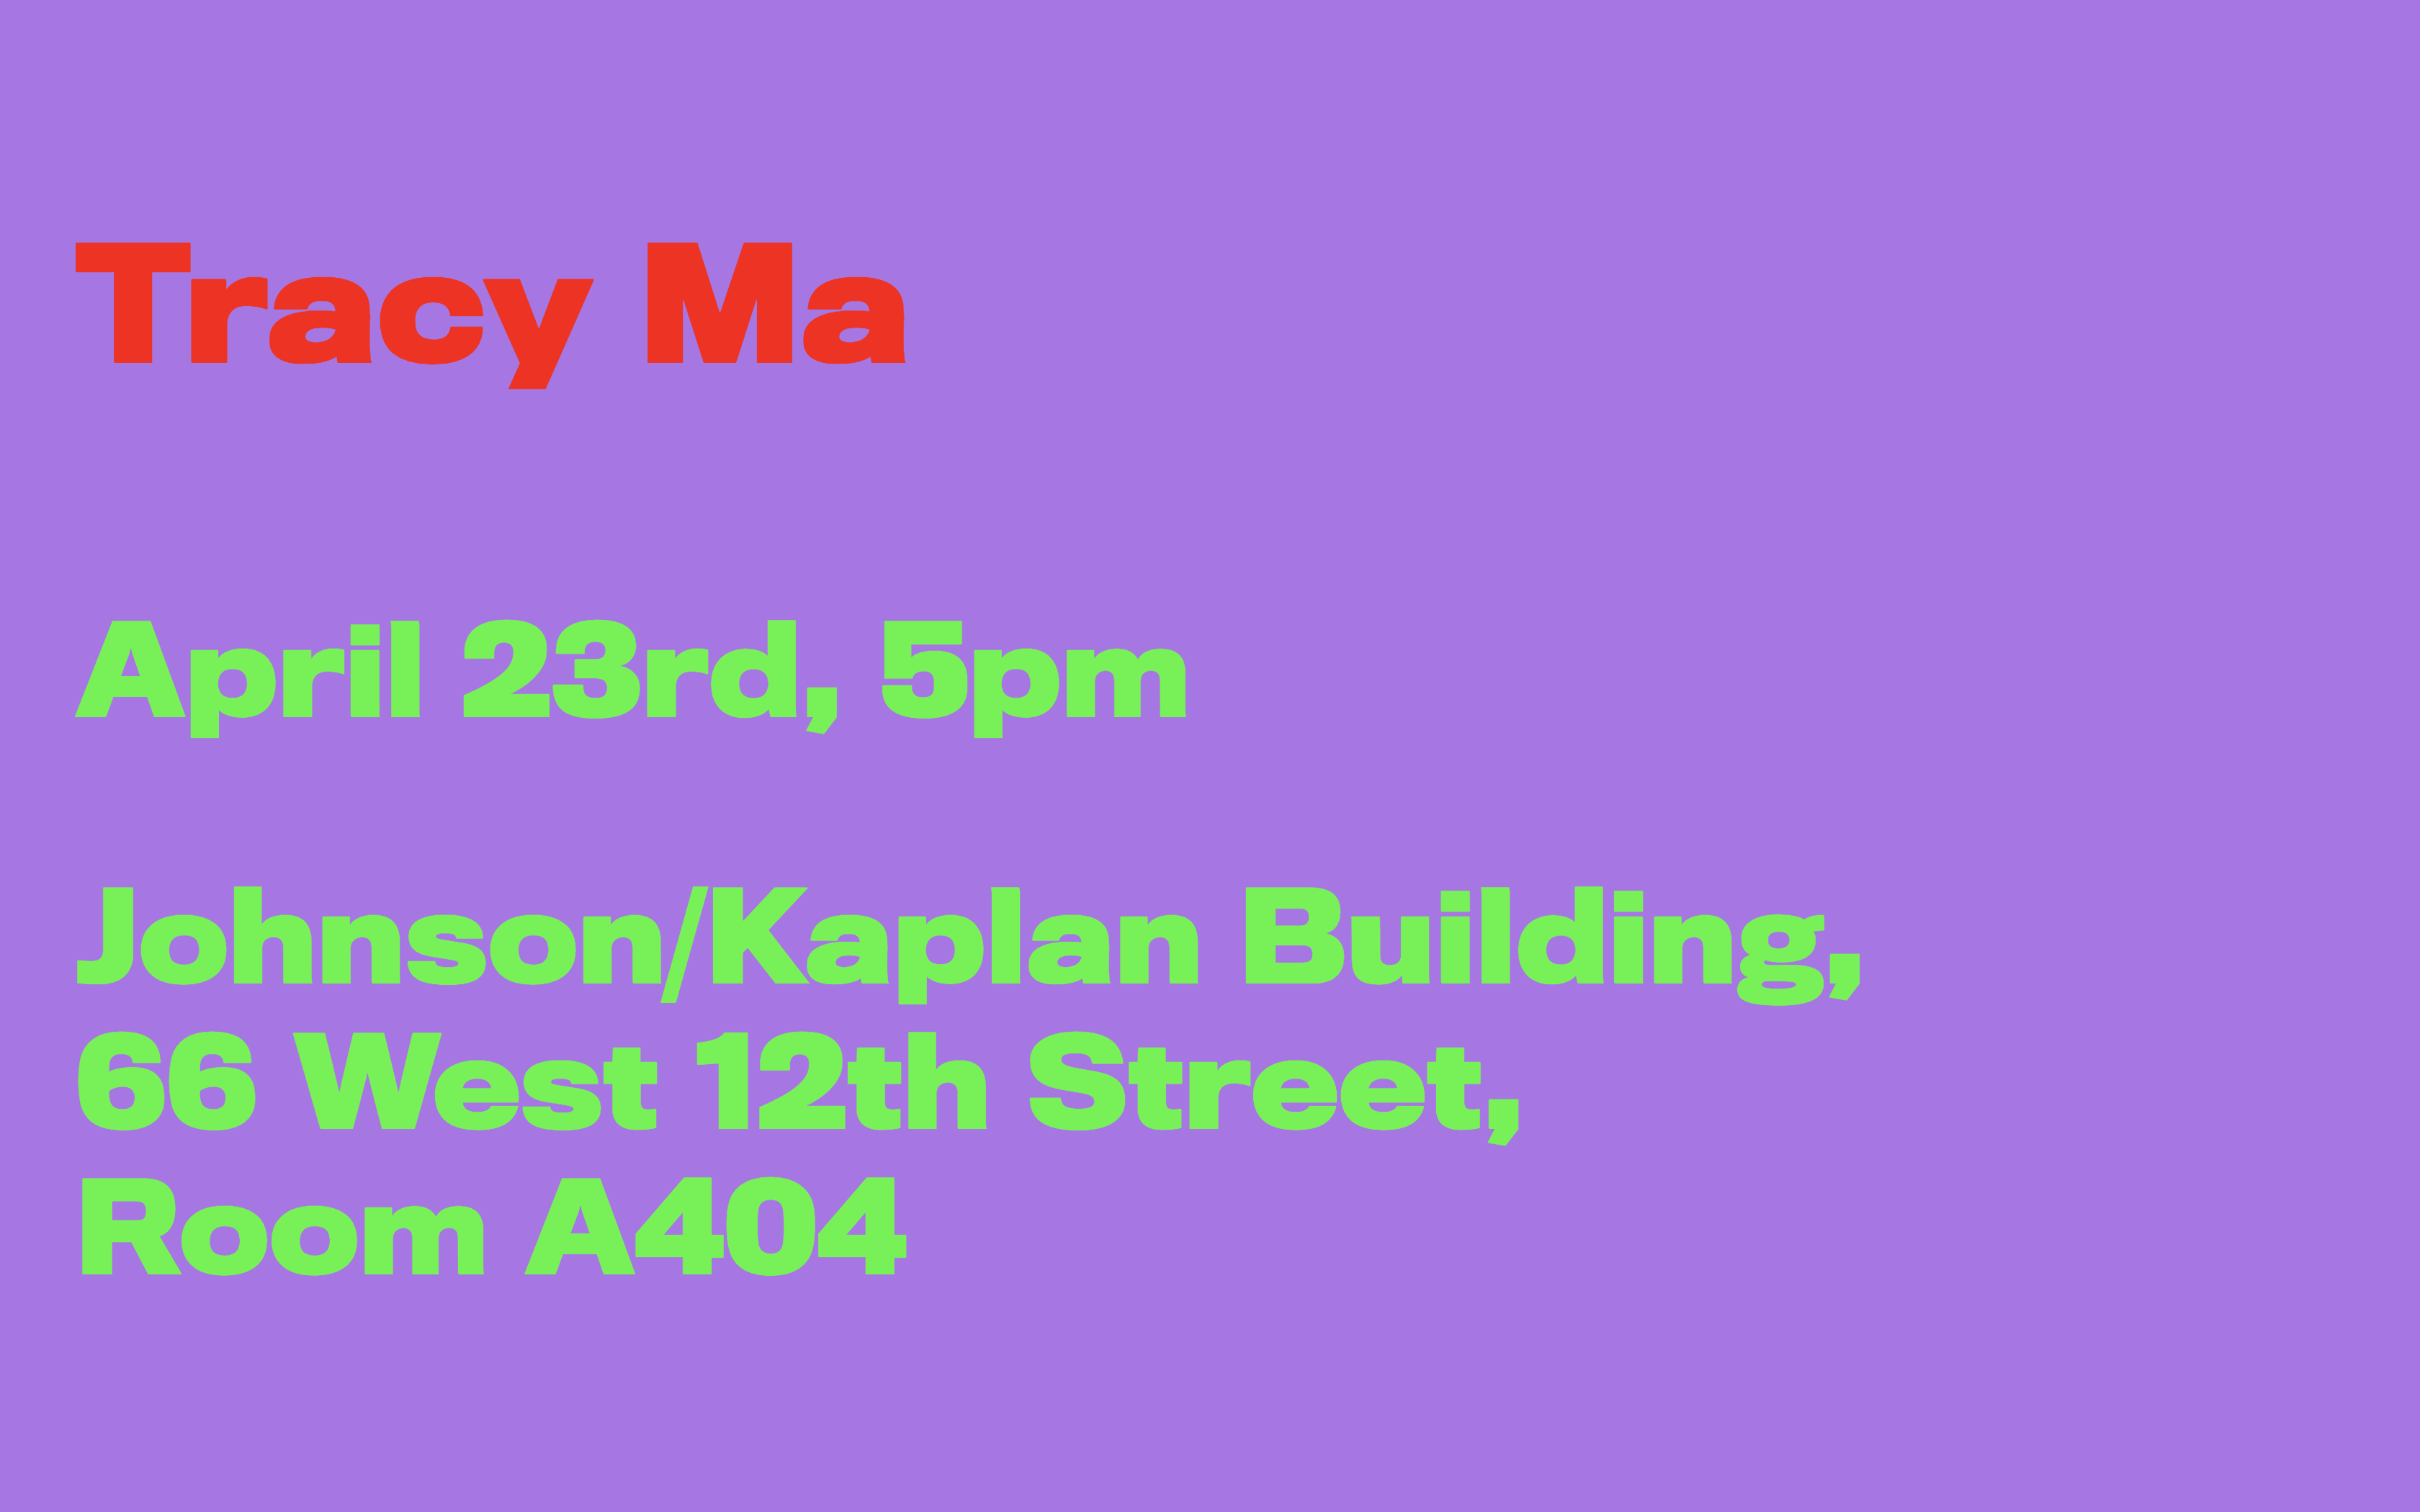 Tracy Ma
April 23rd, 5pm
Johnson/Kaplan Building,
66 West 12th Street,
Room A404